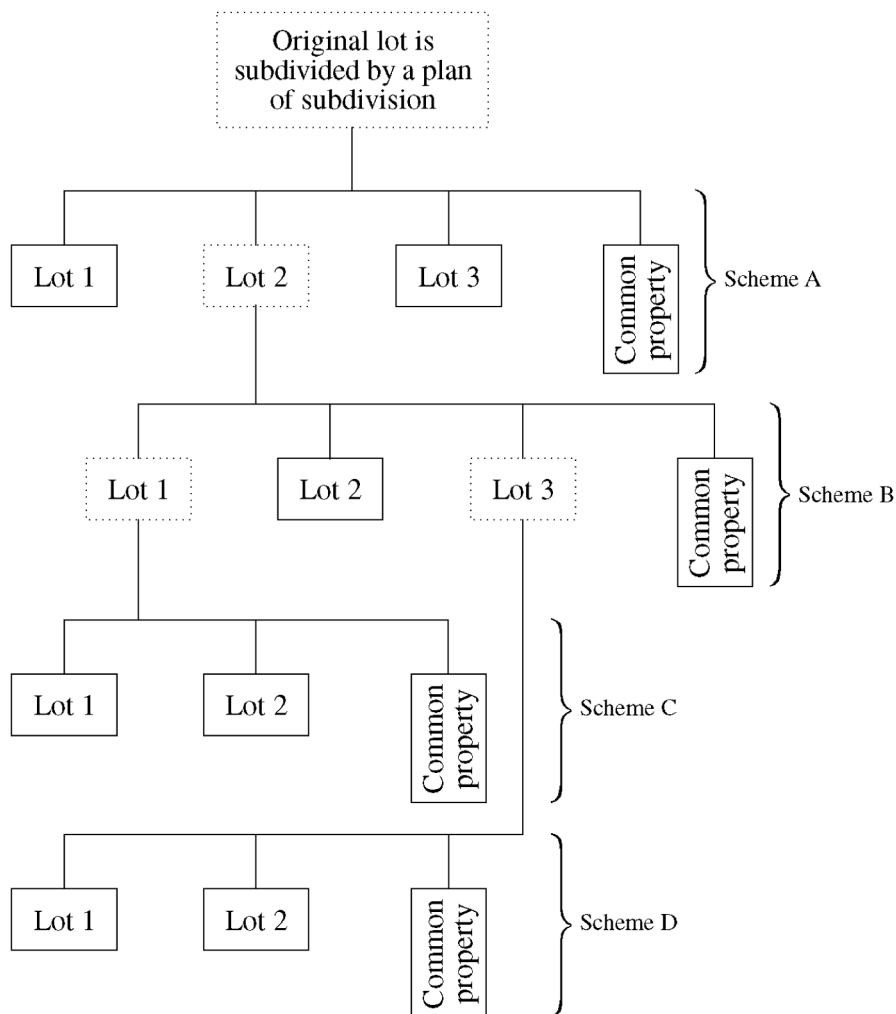 Original lot is
subdivided by a plan
of subdivision
Lot 1
Lot 2
Lot 3
Common
property
Scheme A
Lot 1
Lot 2
Lot 3
Common
property
Scheme B
Lot 1
Lot 2
Common
property
Scheme C
Lot 1
Lot 2
Common
property
Scheme D